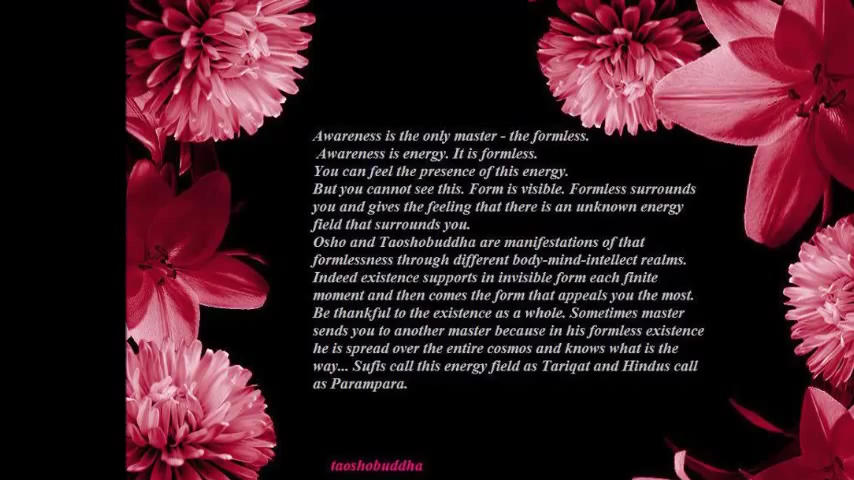 Awareness is the only master - the formless.
Awareness is energy. It is formless.
You can feel the presence of this energy.
But you cannot see this. Form is visible. Formless surrounds
you and gives the feeling that there is an unknown energy
field that surrounds you.
Osho and Taoshobuddha are manifestations of that
formlessness through different body-mind-intellect realms.
Indeed existence supports in invisible form each finite
moment and then comes the form that appeals you the most.
Be thankful to the existence as a whole. Sometimes master
sends you to another master because in his formless existence
he is spread over the entire cosmos and knows what is the
way... Sufis call this energy field as Tariqat and Hindus call
as Parampara.
taoshobuddha